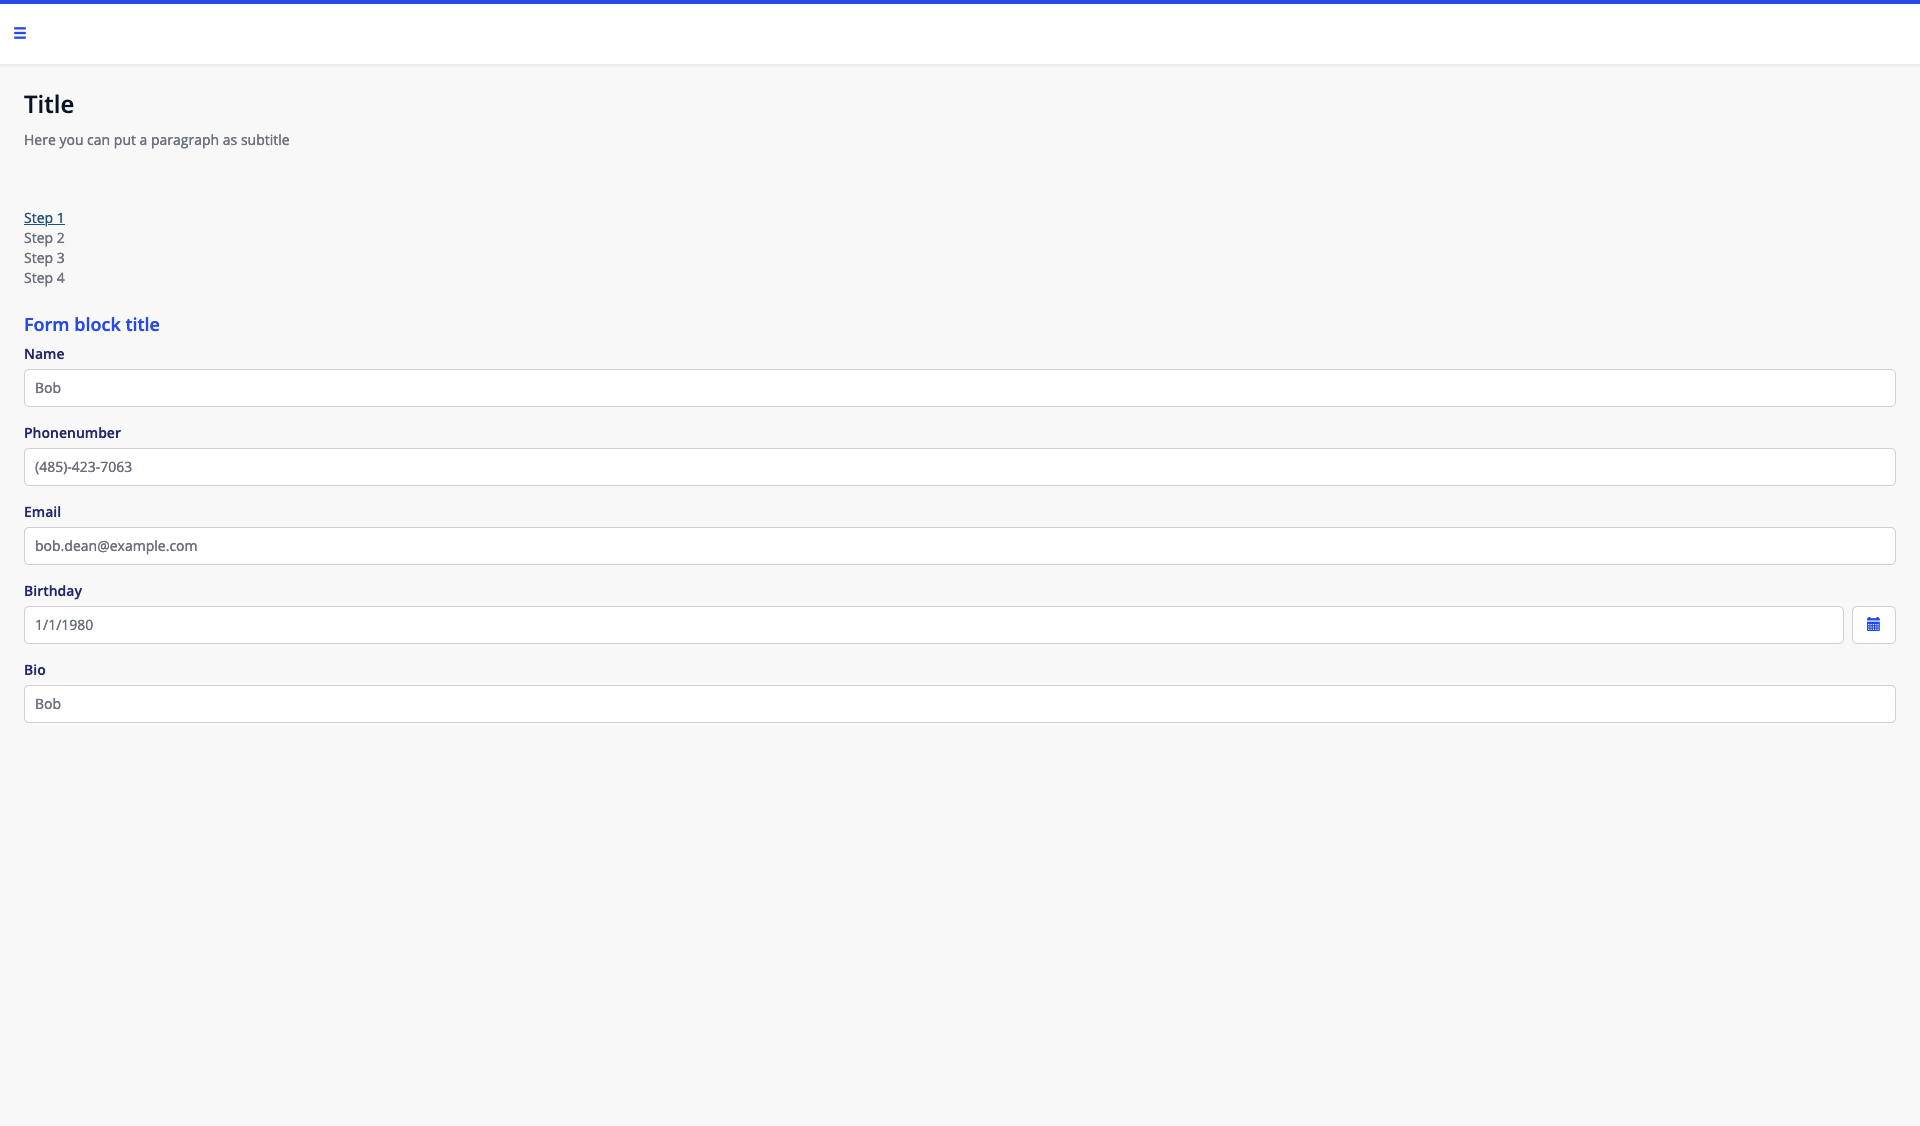 Title
Here you can put a paragraph as subtitle
Step 1
Step 2
Step 3
Step 4
Form block title
Name
Bob
Phonenumber
(485)-423-7063
Email
bob.dean@example.com
Birthday
1/1/1980
Bio
Bob